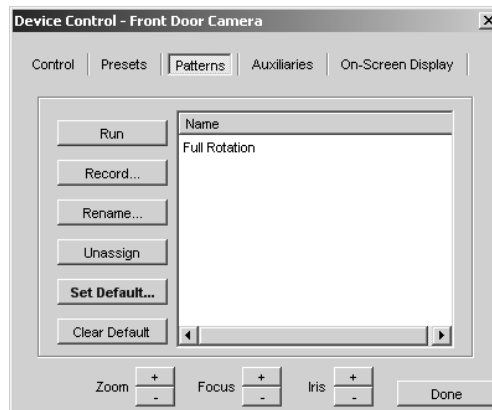 Device Control - Front Door Camera
Control Presets Patterns Auxiliaries On-Screen Display
Run
Record...
Rename...
Unassign
Set Default...
Clear Default
Name
Full Rotation
Zoom + - Focus + - Iris + - Done